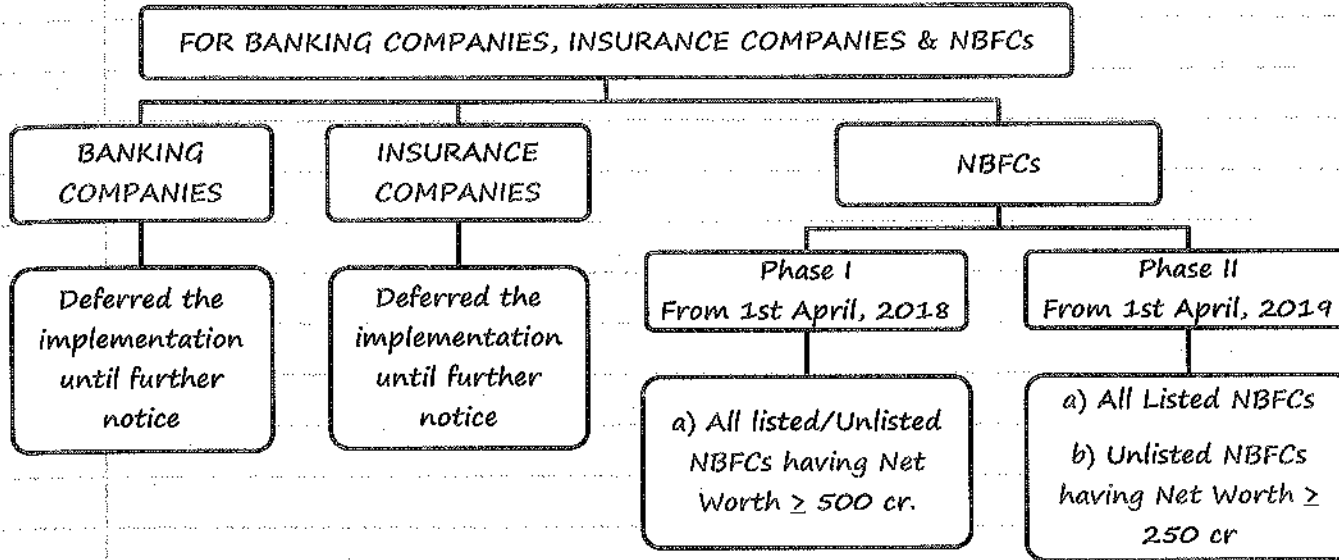 FOR BANKING COMPANIES, INSURANCE COMPANIES & NBFCs
BANKING
COMPANIES
INSURANCE
COMPANIES
NBFCs
Deferred the
implementation
until further
notice
Deferred the
implementation
until further
notice
Phase I
From 1st April, 2018
a) All listed/Unlisted
NBFCs having Net
Worth ≥ 500 cr.
Phase II
From 1st April, 2019
a) All Listed NBFCs
b) Unlisted NBFCs
having Net Worth ≥
250 cr